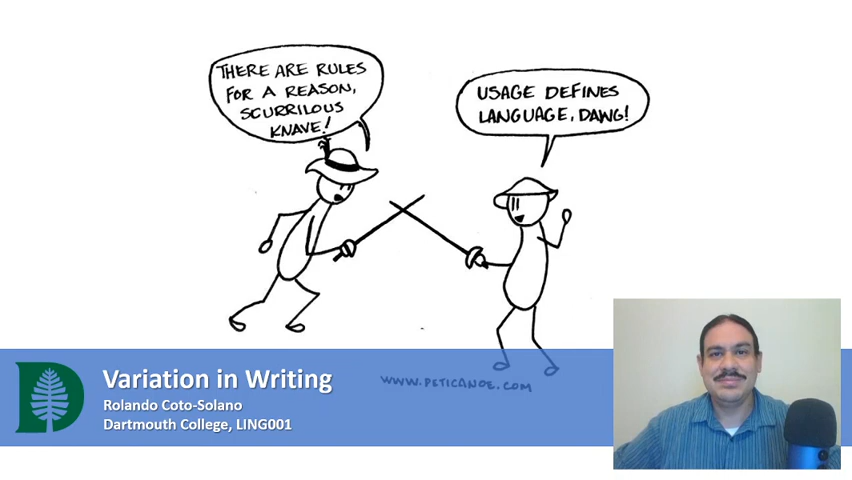 THERE ARE RULES
FOR A REASON,
SCURRILOUS
KNAVE!
USAGE DEFINES
LANGUAGE, DAWG!
WWW.PETICANOE.COM
Variation in Writing
Rolando Coto-Solano
Dartmouth College, LING001